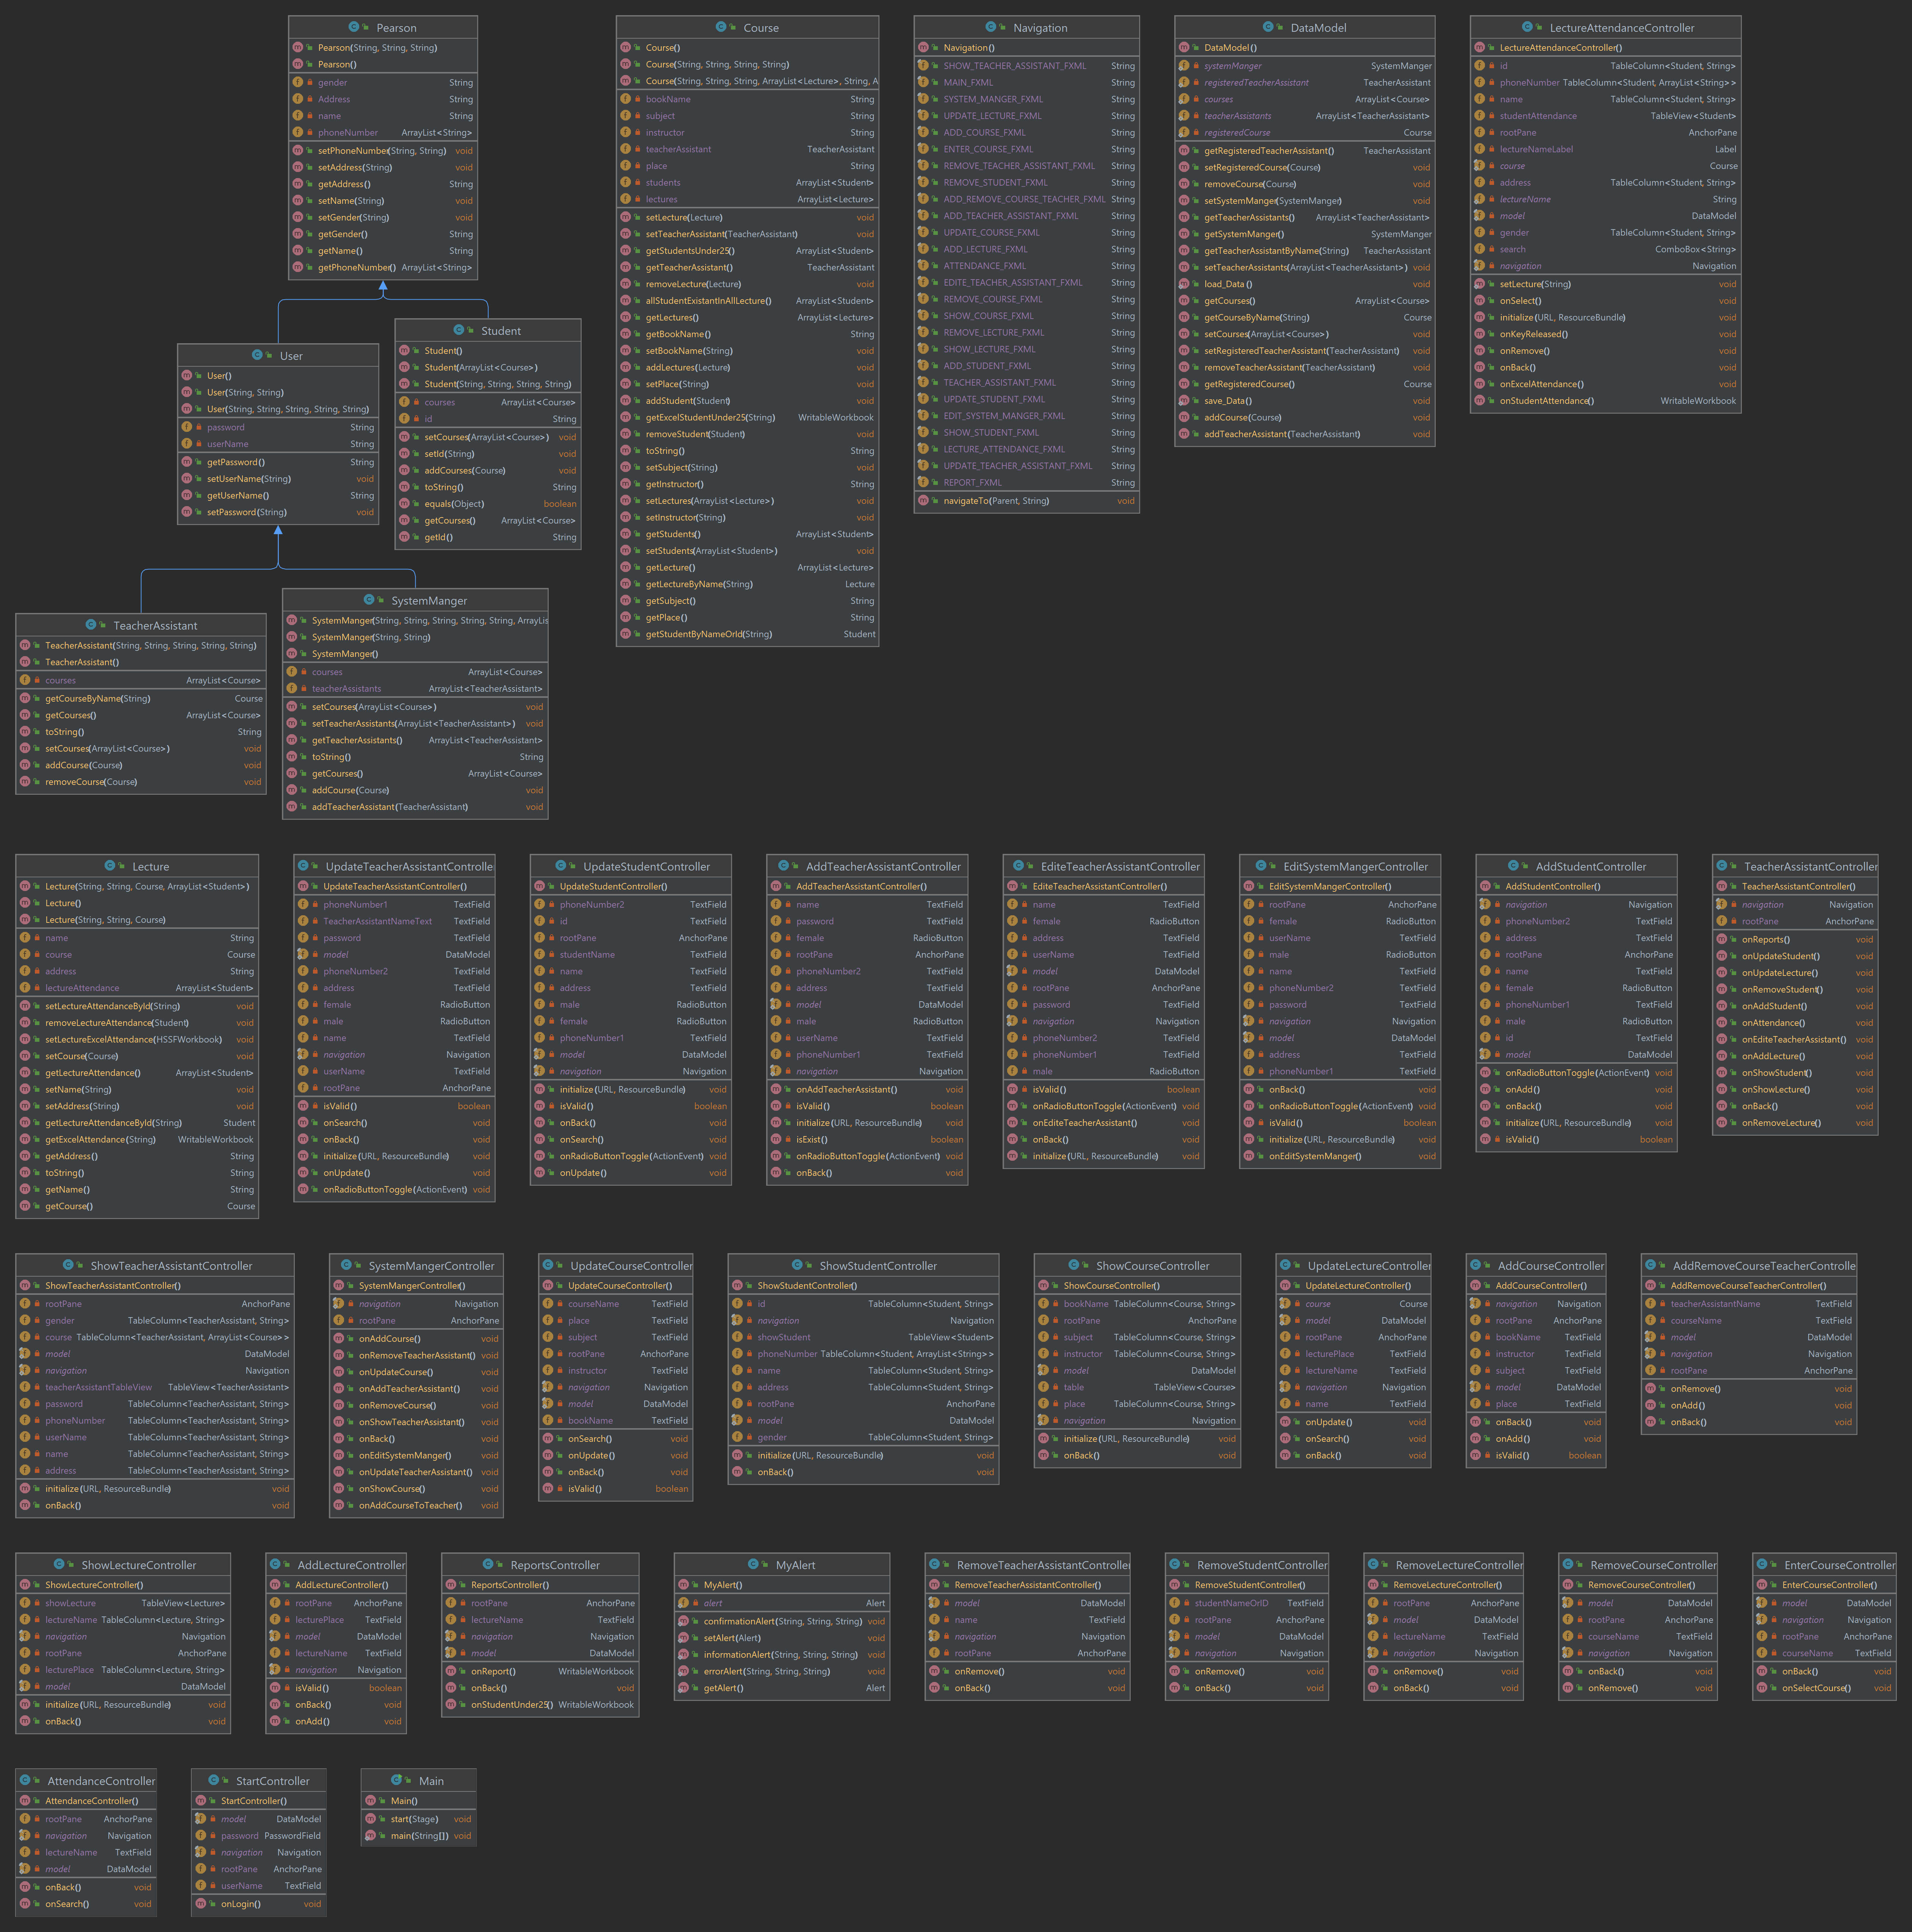 Pearson
Pearson(String, String, String)
Pearson()
gender String
Address String
name String
phoneNumber ArrayList<String>
setPhoneNumber(String, String) void
setAddress(String) void
getAddress() String
setName(String) void
setGender(String) void
getGender() String
getName() String
getPhoneNumber() ArrayList<String>
User
User()
User(String, String)
User(String, String, String, String, String)
password String
userName String
getPassword() String
setUserName(String) void
getUserName() String
setPassword(String) void
Student
Student()
Student(ArrayList<Course>)
Student(String, String, String, String)
courses ArrayList<Course>
id String
setCourses(ArrayList<Course>) void
setId(String) void
addCourses(Course) void
toString() String
equals(Object) boolean
getCourses() ArrayList<Course>
getId() String
TeacherAssistant
TeacherAssistant(String, String, String, String, String)
TeacherAssistant()
courses ArrayList<Course>
getCourseByName(String) Course
getCourses() ArrayList<Course>
toString() String
setCourses(ArrayList<Course>) void
addCourse(Course) void
removeCourse(Course) void
SystemManger
SystemManger(String, String, String, String, String, ArrayLis
SystemManger(String, String)
SystemManger()
courses ArrayList<Course>
teacherAssistants ArrayList<TeacherAssistant>
setCourses(ArrayList<Course>) void
setTeacherAssistants(ArrayList<TeacherAssistant>) void
getTeacherAssistants() ArrayList<TeacherAssistant>
toString() String
getCourses() ArrayList<Course>
addCourse(Course) void
addTeacherAssistant(TeacherAssistant) void
Course
Course()
Course(String, String, String, String)
Course(String, String, String, ArrayList<Lecture>, String, A
bookName String
subject String
instructor String
teacherAssistant TeacherAssistant
place String
students ArrayList<Student>
lectures ArrayList<Lecture>
setLecture(Lecture) void
setTeacherAssistant(TeacherAssistant) void
getStudentsUnder25() ArrayList<Student>
getTeacherAssistant() TeacherAssistant
removeLecture(Lecture) void
allStudentExistantInAllLecture() ArrayList<Student>
getLectures() ArrayList<Lecture>
getBookName() String
setBookName(String) void
addLectures(Lecture) void
setPlace(String) void
addStudent(Student) void
getExcelStudentUnder25(String) WritableWorkbook
removeStudent(Student) void
toString() String
setSubject(String) void
getInstructor() String
setLectures(ArrayList<Lecture>) void
setInstructor(String) void
getStudents() ArrayList<Student>
setStudents(ArrayList<Student>) void
getLecture() ArrayList<Lecture>
getLectureByName(String) Lecture
getSubject() String
getPlace() String
getStudentByNameOrId(String) Student
Navigation
Navigation()
SHOW_TEACHER_ASSISTANT_FXML String
MAIN_FXML String
SYSTEM_MANGER_FXML String
UPDATE_LECTURE_FXML String
ADD_COURSE_FXML String
ENTER_COURSE_FXML String
REMOVE_TEACHER_ASSISTANT_FXML String
REMOVE_STUDENT_FXML String
ADD_REMOVE_COURSE_TEACHER_FXML String
ADD_TEACHER_ASSISTANT_FXML String
UPDATE_COURSE_FXML String
ADD_LECTURE_FXML String
ATTENDANCE_FXML String
EDITE_TEACHER_ASSISTANT_FXML String
REMOVE_COURSE_FXML String
SHOW_COURSE_FXML String
REMOVE_LECTURE_FXML String
SHOW_LECTURE_FXML String
ADD_STUDENT_FXML String
TEACHER_ASSISTANT_FXML String
UPDATE_STUDENT_FXML String
EDIT_SYSTEM_MANGER_FXML String
SHOW_STUDENT_FXML String
LECTURE_ATTENDANCE_FXML String
UPDATE_TEACHER_ASSISTANT_FXML String
REPORT_FXML String
navigateTo(Parent, String) void
DataModel
DataModel()
systemManger SystemManger
registeredTecherAssistant TeacherAssistant
courses ArrayList<Course>
teacherAssistants ArrayList<TeacherAssistant>
registeredCourse Course
getRegisteredTecherAssistant() TeacherAssistant
setRegisteredCourse(Course) void
removeCourse(Course) void
setSystemManger(SystemManger) void
getTeacherAssistants() ArrayList<TeacherAssistant>
getSystemManger() SystemManger
getTeacherAssistantByName(String) TeacherAssistant
setTeacherAssistants(ArrayList<TeacherAssistant>) void
load_Data() void
getCourses() ArrayList<Course>
getCourseByName(String) Course
setCourses(ArrayList<Course>) void
setRegisteredTecherAssistant(TeacherAssistant) void
removeTeacherAssistant(TeacherAssistant) void
getRegisteredCourse() Course
save_Data() void
addCourse(Course) void
addTeacherAssistant(TeacherAssistant) void
LectureAttendanceController
LectureAttendanceController()
id TableColumn<Student, String>
phoneNumber TableColumn<Student, ArrayList<String>>
name TableColumn<Student, String>
studentAttendance TableView<Student>
rootPane AnchorPane
lectureNameLabel Label
course Course
address TableColumn<Student, String>
lectureName String
model DataModel
gender TableColumn<Student, String>
search ComboBox<String>
navigation Navigation
setLecture(String) void
onSelect() void
initialize(URL, ResourceBundle) void
onKeyReleased() void
onRemove() void
onBack() void
onExcelAttendance() void
onStudentAttendance() WritableWorkbook
Lecture
Lecture(String, String, Course, ArrayList<Student>)
Lecture()
Lecture(String, String, Course)
name String
course Course
address String
lectureAttendance ArrayList<Student>
setLectureAttendanceById(String) void
removeLectureAttendance(Student) void
setLectureExcelAttendance(HSSFWorkbook) void
setCourse(Course) void
getLectureAttendance() ArrayList<Student>
setName(String) void
setAddress(String) void
getLectureAttendanceById(String) Student
getExcelAttendance(String) WritableWorkbook
getAddress() String
toString() String
getName() String
getCourse() Course
UpdateTeacherAssistantControlle
UpdateTeacherAssistantController()
phoneNumber1 TextField
TeacherAssistantNameText TextField
password TextField
model DataModel
phoneNumber2 TextField
address TextField
female RadioButton
male RadioButton
name TextField
navigation Navigation
userName TextField
rootPane AnchorPane
isValid() boolean
onSearch() void
onBack() void
initialize(URL, ResourceBundle) void
onUpdate() void
onRadioButtonToggle(ActionEvent) void
UpdateStudentController
UpdateStudentController()
phoneNumber2 TextField
id TextField
rootPane AnchorPane
studentName TextField
name TextField
address TextField
male RadioButton
female RadioButton
phoneNumber1 TextField
model DataModel
navigation Navigation
initialize(URL, ResourceBundle) void
isValid() boolean
onBack() void
onSearch() void
onRadioButtonToggle(ActionEvent) void
onUpdate() void
AddTeacherAssistantController
AddTeacherAssistantController()
name TextField
password TextField
female RadioButton
rootPane AnchorPane
phoneNumber2 TextField
address TextField
model DataModel
male RadioButton
userName TextField
phoneNumber1 TextField
navigation Navigation
onAddTeacherAssistant() void
isValid() boolean
initialize(URL, ResourceBundle) void
isExist() boolean
onRadioButtonToggle(ActionEvent) void
onBack() void
EditeTeacherAssistantController
EditeTeacherAssistantController()
name TextField
female RadioButton
address TextField
userName TextField
model DataModel
rootPane AnchorPane
password TextField
navigation Navigation
phoneNumber2 TextField
phoneNumber1 TextField
male RadioButton
isValid() boolean
onRadioButtonToggle(ActionEvent) void
onEditeTeacherAssistant() void
onBack() void
initialize(URL, ResourceBundle) void
EditSystemMangerController
EditSystemMangerController()
rootPane AnchorPane
female RadioButton
userName TextField
male RadioButton
name TextField
phoneNumber2 TextField
password TextField
navigation Navigation
model DataModel
address TextField
phoneNumber1 TextField
onBack() void
onRadioButtonToggle(ActionEvent) void
isValid() boolean
initialize(URL, ResourceBundle) void
onEditSystemManger() void
AddStudentController
AddStudentController()
navigation Navigation
phoneNumber2 TextField
address TextField
rootPane AnchorPane
name TextField
female RadioButton
phoneNumber1 TextField
male RadioButton
id TextField
model DataModel
onRadioButtonToggle(ActionEvent) void
onAdd() void
onBack() void
initialize(URL, ResourceBundle) void
isValid() boolean
TeacherAssistantController
TeacherAssistantController()
navigation Navigation
rootPane AnchorPane
onReports() void
onUpdateStudent() void
onUpdateLecture() void
onRemoveStudent() void
onAddStudent() void
onAttendance() void
onEditeTeacherAssistant() void
onAddLecture() void
onShowStudent() void
onShowLecture() void
onBack() void
onRemoveLecture() void
ShowTeacherAssistantController
ShowTeacherAssistantController()
rootPane AnchorPane
gender TableColumn<TeacherAssistant, String>
course TableColumn<TeacherAssistant, ArrayList<Course>>
model DataModel
navigation Navigation
teacherAssistantTableView TableView<TeacherAssistant>
password TableColumn<TeacherAssistant, String>
phoneNumber TableColumn<TeacherAssistant, String>
userName TableColumn<TeacherAssistant, String>
name TableColumn<TeacherAssistant, String>
address TableColumn<TeacherAssistant, String>
initialize(URL, ResourceBundle) void
onBack() void
SystemMangerController
SystemMangerController()
navigation Navigation
rootPane AnchorPane
onAddCourse() void
onRemoveTeacherAssistant() void
onUpdateCourse() void
onAddTeacherAssistant() void
onRemoveCourse() void
onShowTeacherAssistant() void
onBack() void
onEditSystemManger() void
onUpdateTeacherAssistant() void
onShowCourse() void
onAddCourseToTeacher() void
UpdateCourseController
UpdateCourseController()
courseName TextField
place TextField
subject TextField
rootPane AnchorPane
instructor TextField
navigation Navigation
model DataModel
bookName TextField
onSearch() void
onUpdate() void
onBack() void
isValid() boolean
ShowStudentController
ShowStudentController()
id TableColumn<Student, String>
navigation Navigation
showStudent TableView<Student>
phoneNumber TableColumn<Student, ArrayList<String>>
name TableColumn<Student, String>
address TableColumn<Student, String>
rootPane AnchorPane
model DataModel
gender TableColumn<Student, String>
initialize(URL, ResourceBundle) void
onBack() void
ShowCourseController
ShowCourseController()
bookName TableColumn<Course, String>
rootPane AnchorPane
subject TableColumn<Course, String>
instructor TableColumn<Course, String>
model DataModel
table TableView<Course>
place TableColumn<Course, String>
navigation Navigation
initialize(URL, ResourceBundle) void
onBack() void
UpdateLectureController
UpdateLectureController()
course Course
model DataModel
rootPane AnchorPane
lecturePlace TextField
lectureName TextField
navigation Navigation
name TextField
onUpdate() void
onSearch() void
onBack() void
AddCourseController
AddCourseController()
navigation Navigation
rootPane AnchorPane
bookName TextField
instructor TextField
subject TextField
model DataModel
place TextField
onBack() void
onAdd() void
isValid() boolean
AddRemoveCourseTeacherControlle
AddRemoveCourseTeacherController()
teacherAssistantName TextField
courseName TextField
model DataModel
navigation Navigation
rootPane AnchorPane
onRemove() void
onAdd() void
onBack() void
ShowLectureController
ShowLectureController()
showLecture TableView<Lecture>
lectureName TableColumn<Lecture, String>
navigation Navigation
rootPane AnchorPane
lecturePlace TableColumn<Lecture, String>
model DataModel
initialize(URL, ResourceBundle) void
onBack() void
AddLectureController
AddLectureController()
rootPane AnchorPane
lecturePlace TextField
model DataModel
lectureName TextField
navigation Navigation
isValid() boolean
onBack() void
onAdd() void
ReportsController
ReportsController()
rootPane AnchorPane
lectureName TextField
navigation Navigation
model DataModel
onReport() WritableWorkbook
onBack() void
onStudentUnder25() WritableWorkbook
MyAlert
MyAlert()
alert Alert
confirmationAlert(String, String, String) void
setAlert(Alert) void
informationAlert(String, String, String) void
errorAlert(String, String, String) void
getAlert() Alert
RemoveTeacherAssistantController
RemoveTeacherAssistantController()
model DataModel
name TextField
navigation Navigation
rootPane AnchorPane
onRemove() void
onBack() void
RemoveStudentController
RemoveStudentController()
studentNameOrID TextField
rootPane AnchorPane
model DataModel
navigation Navigation
onRemove() void
onBack() void
RemoveLectureController
RemoveLectureController()
rootPane AnchorPane
model DataModel
lectureName TextField
navigation Navigation
onRemove() void
onBack() void
RemoveCourseController
RemoveCourseController()
model DataModel
rootPane AnchorPane
courseName TextField
navigation Navigation
onBack() void
onRemove() void
EnterCourseController
EnterCourseController()
model DataModel
navigation Navigation
rootPane AnchorPane
courseName TextField
onBack() void
onSelectCourse() void
AttendanceController
AttendanceController()
rootPane AnchorPane
navigation Navigation
lectureName TextField
model DataModel
onBack() void
onSearch() void
StartController
StartController()
model DataModel
password PasswordField
navigation Navigation
rootPane AnchorPane
userName TextField
onLogin() void
Main
Main()
start(Stage) void
main(String[]) void